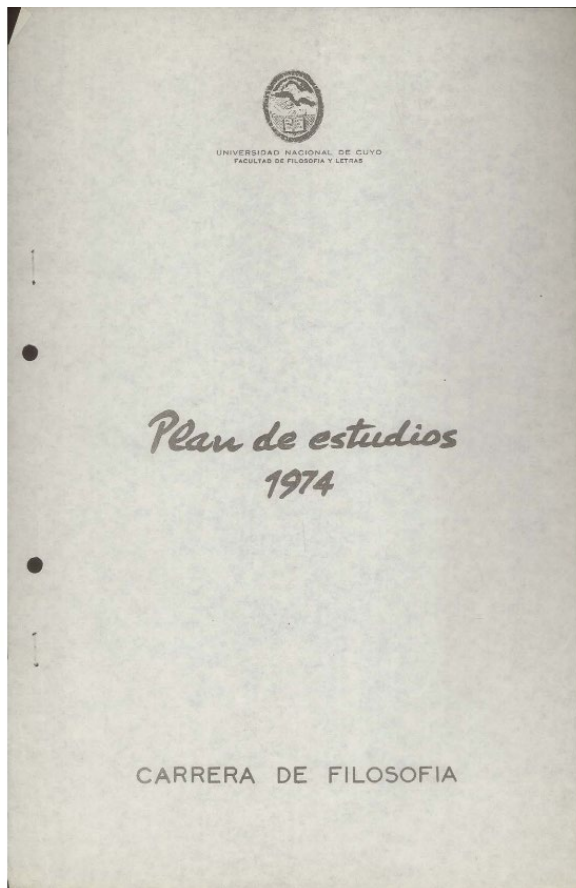 UNIVERSIDAD NACIONAL DE CUYO
FACULTAD DE FILOSOFIA Y LETRAS
Plan de estudios
1974
CARRERA DE FILOSOFIA